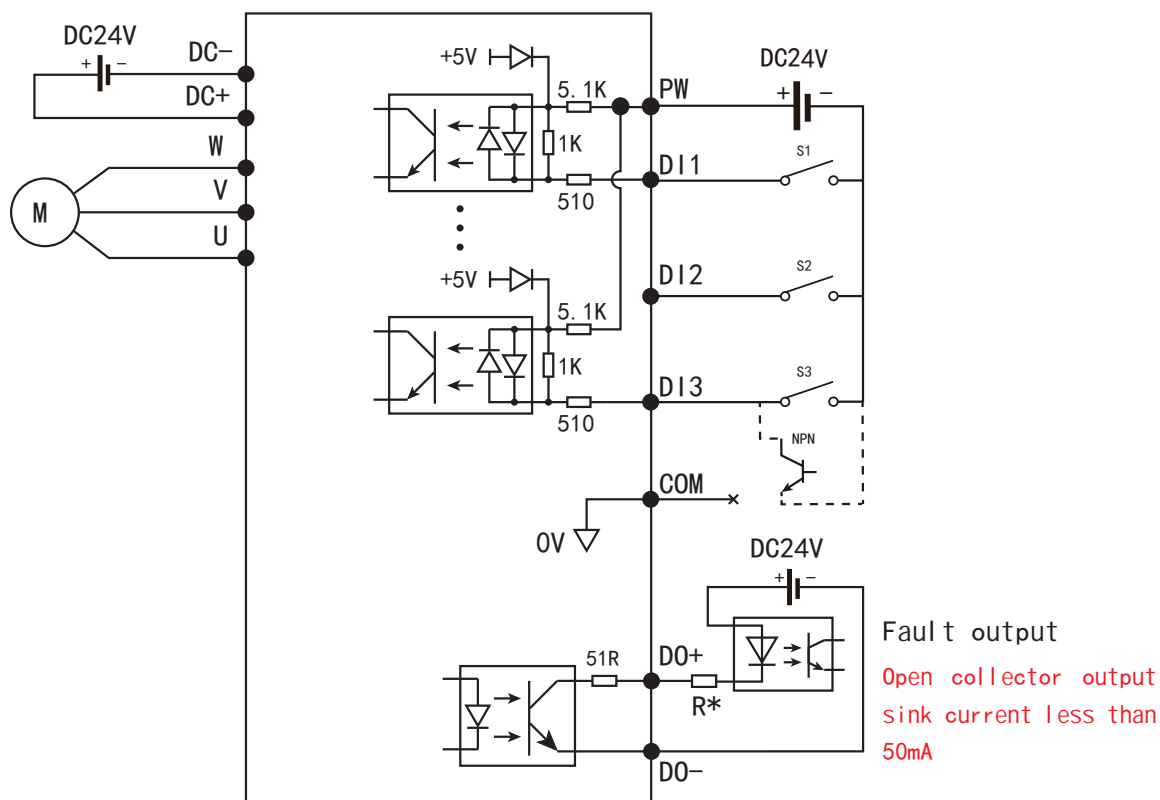 DC24V
+ −
DC−
DC+
W
V
U
M
+5V
5.1K
1K
510
+5V
5.1K
1K
510
PW
DC24V
+ −
DI1
S1
DI2
S2
DI3
S3
NPN
COM
0V
DC24V
+ −
51R
DO+
R*
DO−
Fault output
Open collector output
sink current less than
50mA